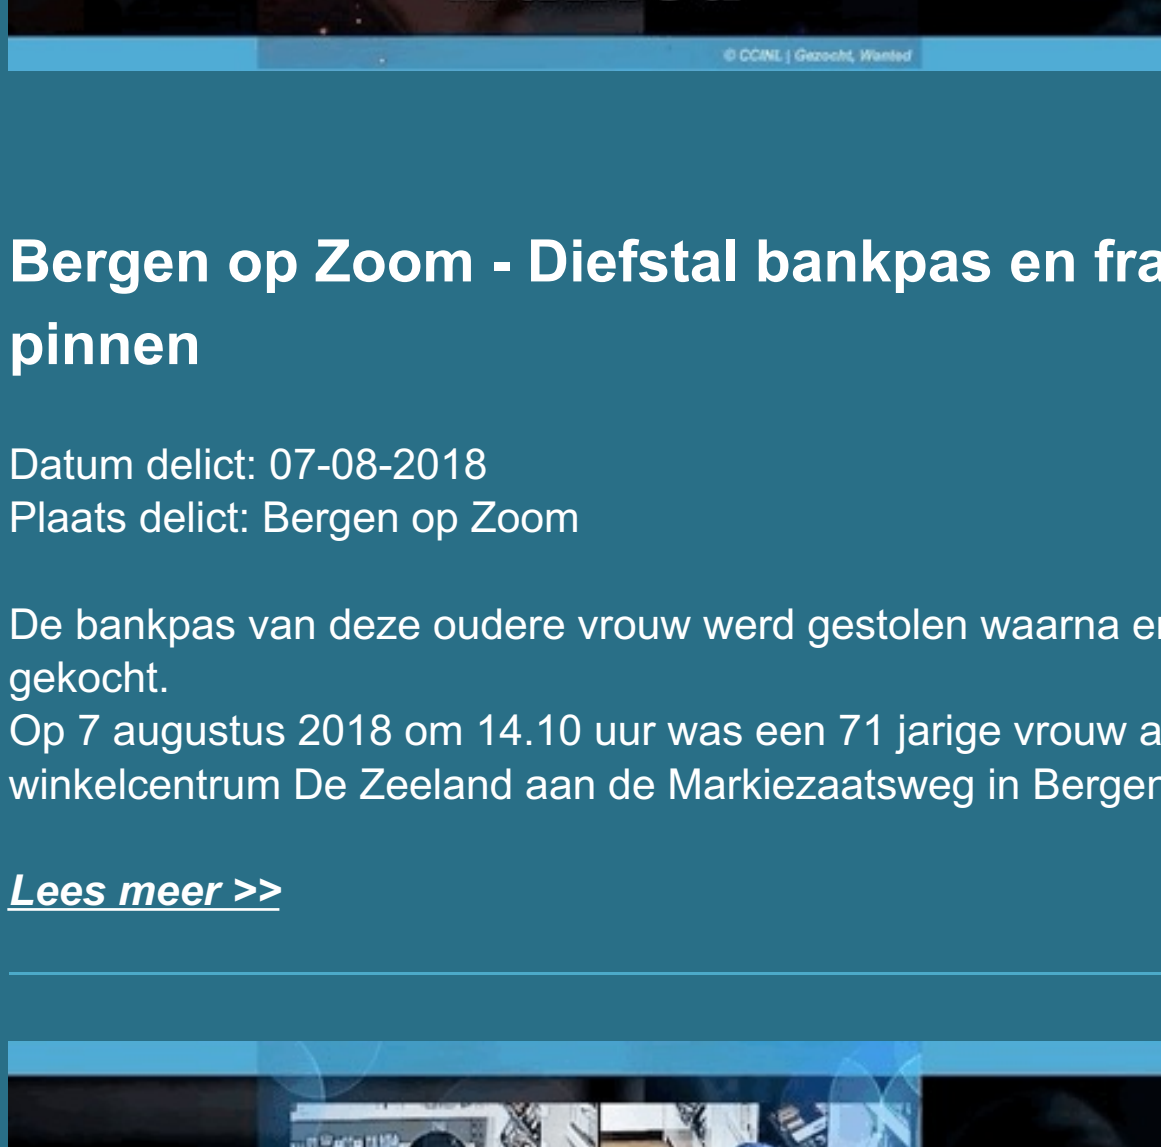 © CCINL | Gezocht, Wanted
Bergen op Zoom - Diefstal bankpas en fra
pinnen
Datum delict: 07-08-2018
Plaats delict: Bergen op Zoom
De bankpas van deze oudere vrouw werd gestolen waarna er
gekocht.
Op 7 augustus 2018 om 14.10 uur was een 71 jarige vrouw a
winkelcentrum De Zeeland aan de Markiezaatsweg in Bergen
Lees meer >>